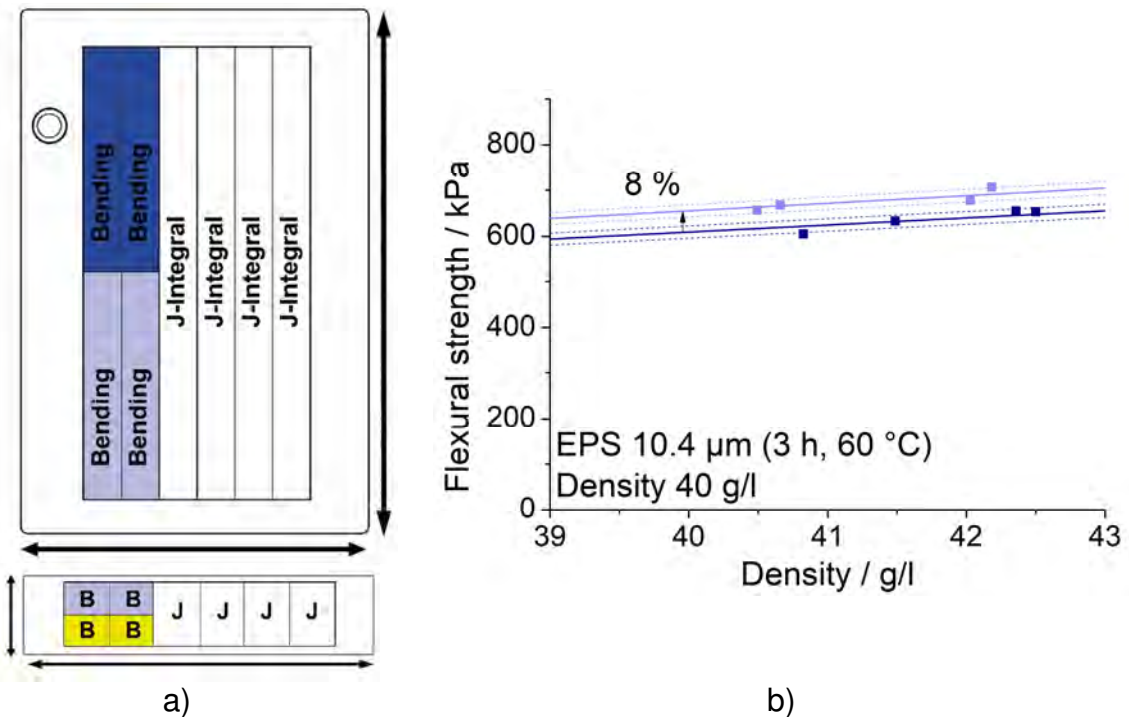 Bending
Bending
Bending
Bending
J-Integral
J-Integral
J-Integral
J-Integral
B B J J J J
B B
a)
Flexural strength / kPa
800
600
400
200
0
8 %
EPS 10.4 µm (3 h, 60 °C)
Density 40 g/l
39 40 41 42 43
Density / g/l
b)